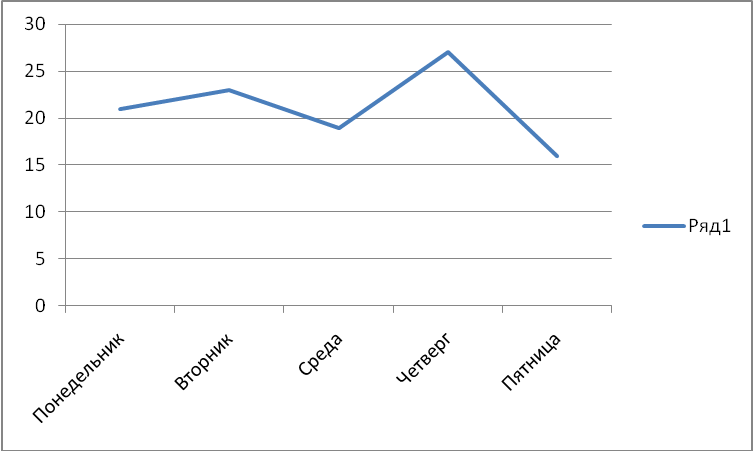 30
25
20
15
10
5
0
Понедельник
Вторник
Среда
Четверг
Пятница
Ряд1